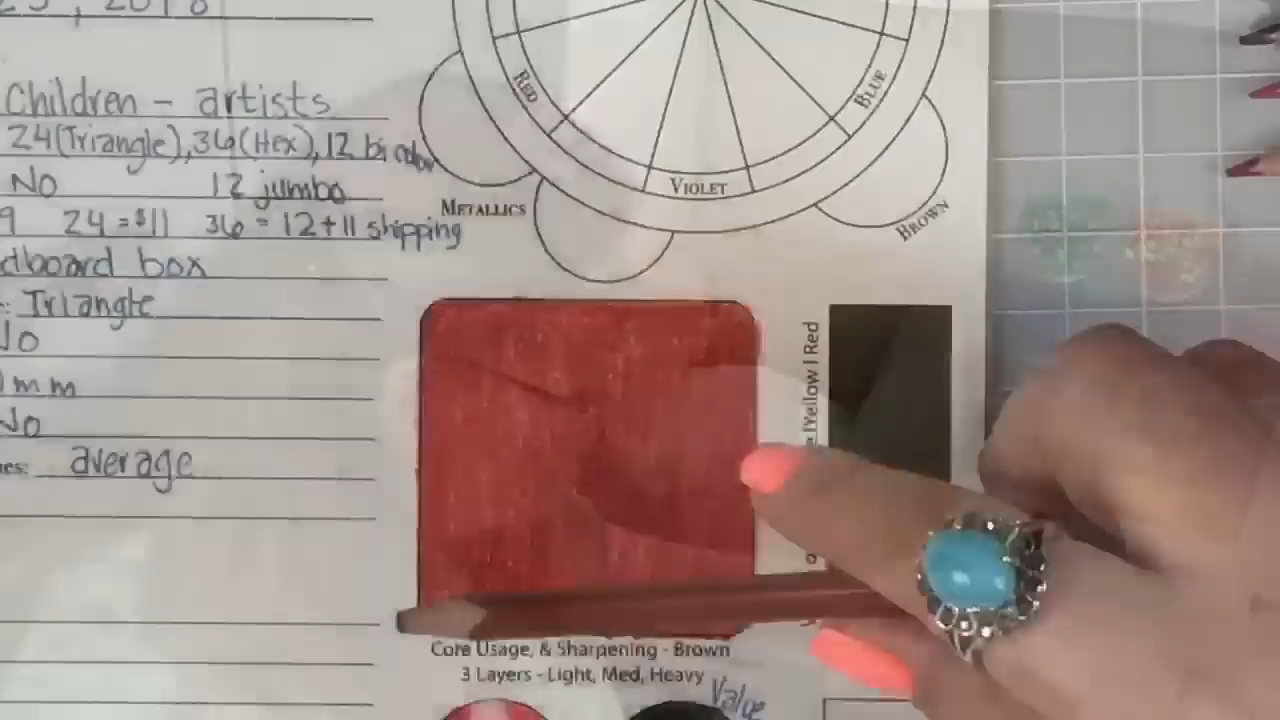 Children - artists
24(Triangle), 36(Hex), 12 bi color
No 12 jumbo
9 24 = $11 36 = 12+11 shipping
dboard box
: Triangle
No
mm
No
es: average
RED
BLUE
VIOLET
METALLICS
BROWN
Yellow | Red
Core Usage, & Sharpening - Brown
3 Layers - Light, Med, Heavy
Value